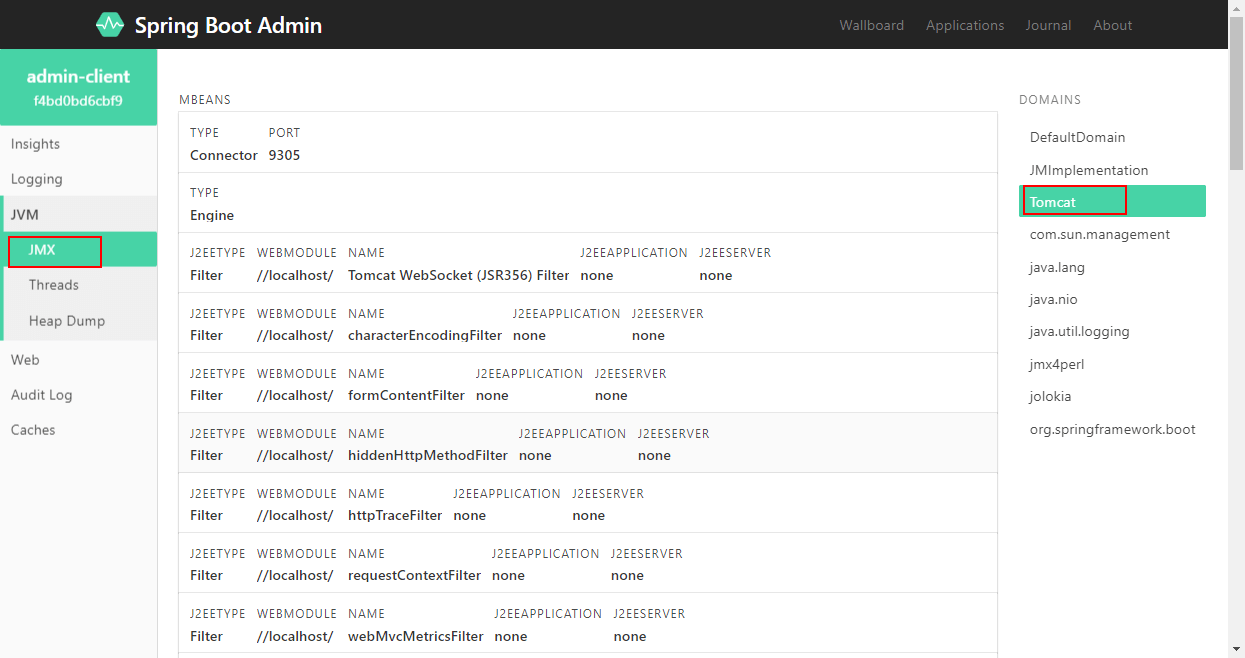 Spring Boot Admin
Wallboard Applications Journal About
admin-client
f4bd0bd6cbf9
Insights
Logging
JVM
JMX
Threads
Heap Dump
Web
Audit Log
Caches
MBEANS
TYPE PORT
Connector 9305
TYPE
Engine
J2EETYPE WEBMODULE NAME J2EEAPPLICATION J2EESERVER
Filter //localhost/ Tomcat WebSocket (JSR356) Filter none none
J2EETYPE WEBMODULE NAME J2EEAPPLICATION J2EESERVER
Filter //localhost/ characterEncodingFilter none none
J2EETYPE WEBMODULE NAME J2EEAPPLICATION J2EESERVER
Filter //localhost/ formContentFilter none none
J2EETYPE WEBMODULE NAME J2EEAPPLICATION J2EESERVER
Filter //localhost/ hiddenHttpMethodFilter none none
J2EETYPE WEBMODULE NAME J2EEAPPLICATION J2EESERVER
Filter //localhost/ httpTraceFilter none none
J2EETYPE WEBMODULE NAME J2EEAPPLICATION J2EESERVER
Filter //localhost/ requestContextFilter none none
J2EETYPE WEBMODULE NAME J2EEAPPLICATION J2EESERVER
Filter //localhost/ webMvcMetricsFilter none none
DOMAINS
DefaultDomain
JMImplementation
Tomcat
com.sun.management
java.lang
java.nio
java.util.logging
jmx4perl
jolokia
org.springframework.boot